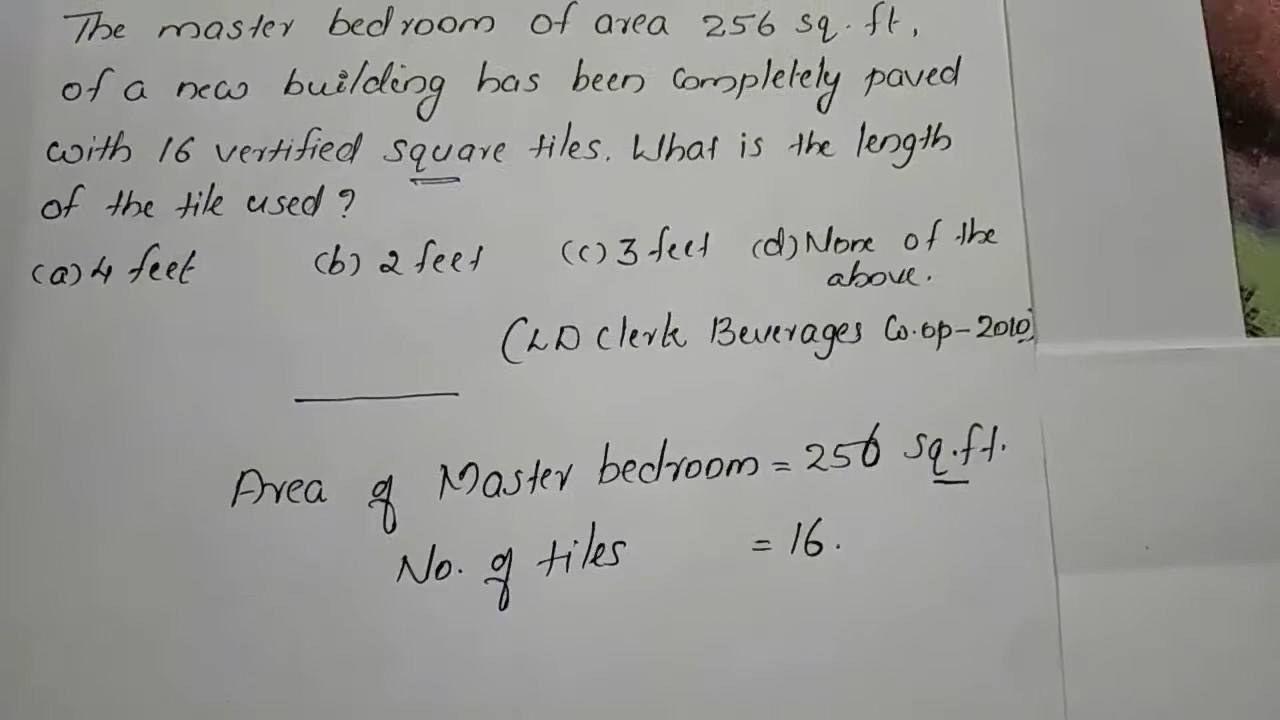 The master bedroom of area 256 sq.ft,
of a new building has been completely paved
with 16 vertified square tiles. What is the length
of the tile used?
(a) 4 feet (b) 2 feet (c) 3 feet (d) None of the
above.
(LD Clerk Beverages Co.op-2010)
Area of Master bedroom = 256 sq.ft.
No. of tiles = 16.